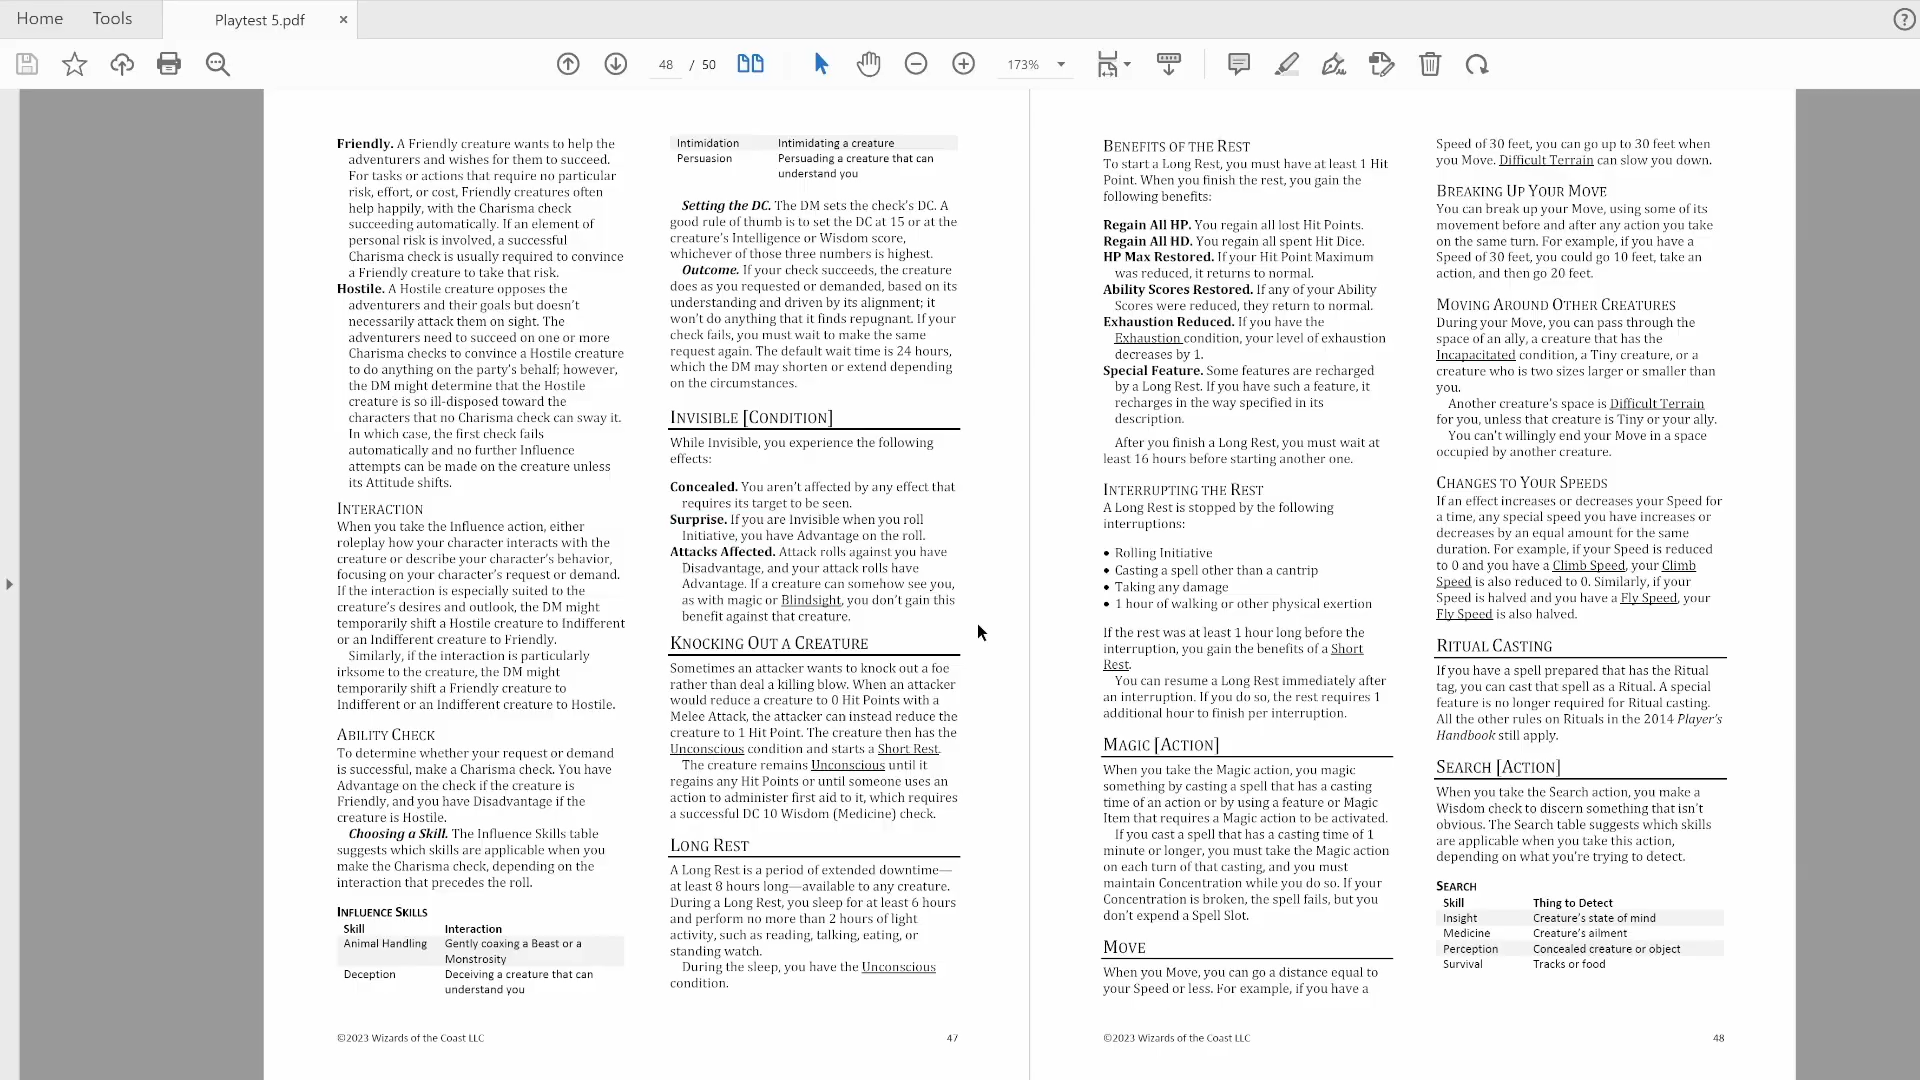 Home Tools Playtest 5.pdf ×
48 / 50 173%
Friendly. A Friendly creature wants to help the
adventurers and wishes for them to succeed.
For tasks or actions that require no particular
risk, effort, or cost, Friendly creatures often
help happily, with the Charisma check
succeeding automatically. If an element of
personal risk is involved, a successful
Charisma check is usually required to convince
a Friendly creature to take that risk.
Hostile. A Hostile creature opposes the
adventurers and their goals but doesn't
necessarily attack them on sight. The
adventurers need to succeed on one or more
Charisma checks to convince a Hostile creature
to do anything on the party's behalf; however,
the DM might determine that the Hostile
creature is so ill-disposed toward the
characters that no Charisma check can sway it.
In which case, the first check fails
automatically and no further Influence
attempts can be made on the creature unless
its Attitude shifts.
INTERACTION
When you take the Influence action, either
roleplay how your character interacts with the
creature or describe your character's behavior,
focusing on your character's request or demand.
If the interaction is especially suited to the
creature's desires and outlook, the DM might
temporarily shift a Hostile creature to Indifferent
or an Indifferent creature to Friendly.
Similarly, if the interaction is particularly
irksome to the creature, the DM might
temporarily shift a Friendly creature to
Indifferent or an Indifferent creature to Hostile.
ABILITY CHECK
To determine whether your request or demand
is successful, make a Charisma check. You have
Advantage on the check if the creature is
Friendly, and you have Disadvantage if the
creature is Hostile.
Choosing a Skill. The Influence Skills table
suggests which skills are applicable when you
make the Charisma check, depending on the
interaction that precedes the roll.
INFLUENCE SKILLS
Skill Interaction
Animal Handling Gently coaxing a Beast or a
Monstrosity
Deception Deceiving a creature that can
understand you
Intimidation Intimidating a creature
Persuasion Persuading a creature that can
understand you
Setting the DC. The DM sets the check's DC. A
good rule of thumb is to set the DC at 15 or at the
creature's Intelligence or Wisdom score,
whichever of those three numbers is highest.
Outcome. If your check succeeds, the creature
does as you requested or demanded, based on its
understanding and driven by its alignment; it
won't do anything that it finds repugnant. If your
check fails, you must wait to make the same
request again. The default wait time is 24 hours,
which the DM may shorten or extend depending
on the circumstances.
INVISIBLE [CONDITION]
While Invisible, you experience the following
effects:
Concealed. You aren't affected by any effect that
requires its target to be seen.
Surprise. If you are Invisible when you roll
Initiative, you have Advantage on the roll.
Attacks Affected. Attack rolls against you have
Disadvantage, and your attack rolls have
Advantage. If a creature can somehow see you,
as with magic or Blindsight, you don't gain this
benefit against that creature.
KNOCKING OUT A CREATURE
Sometimes an attacker wants to knock out a foe
rather than deal a killing blow. When an attacker
would reduce a creature to 0 Hit Points with a
Melee Attack, the attacker can instead reduce the
creature to 1 Hit Point. The creature then has the
Unconscious condition and starts a Short Rest.
The creature remains Unconscious until it
regains any Hit Points or until someone uses an
action to administer first aid to it, which requires
a successful DC 10 Wisdom (Medicine) check.
LONG REST
A Long Rest is a period of extended downtime—
at least 8 hours long—available to any creature.
During a Long Rest, you sleep for at least 6 hours
and perform no more than 2 hours of light
activity, such as reading, talking, eating, or
standing watch.
During the sleep, you have the Unconscious
condition.
©2023 Wizards of the Coast LLC 47
BENEFITS OF THE REST
To start a Long Rest, you must have at least 1 Hit
Point. When you finish the rest, you gain the
following benefits:
Regain All HP. You regain all lost Hit Points.
Regain All HD. You regain all spent Hit Dice.
HP Max Restored. If your Hit Point Maximum
was reduced, it returns to normal.
Ability Scores Restored. If any of your Ability
Scores were reduced, they return to normal.
Exhaustion Reduced. If you have the
Exhaustion condition, your level of exhaustion
decreases by 1.
Special Feature. Some features are recharged
by a Long Rest. If you have such a feature, it
recharges in the way specified in its
description.
After you finish a Long Rest, you must wait at
least 16 hours before starting another one.
INTERRUPTING THE REST
A Long Rest is stopped by the following
interruptions:
• Rolling Initiative
• Casting a spell other than a cantrip
• Taking any damage
• 1 hour of walking or other physical exertion
If the rest was at least 1 hour long before the
interruption, you gain the benefits of a Short
Rest.
You can resume a Long Rest immediately after
an interruption. If you do so, the rest requires 1
additional hour to finish per interruption.
MAGIC [ACTION]
When you take the Magic action, you magic
something by casting a spell that has a casting
time of an action or by using a feature or Magic
Item that requires a Magic action to be activated.
If you cast a spell that has a casting time of 1
minute or longer, you must take the Magic action
on each turn of that casting, and you must
maintain Concentration while you do so. If your
Concentration is broken, the spell fails, but you
don't expend a Spell Slot.
MOVE
When you Move, you can go a distance equal to
your Speed or less. For example, if you have a
Speed of 30 feet, you can go up to 30 feet when
you Move. Difficult Terrain can slow you down.
BREAKING UP YOUR MOVE
You can break up your Move, using some of its
movement before and after any action you take
on the same turn. For example, if you have a
Speed of 30 feet, you could go 10 feet, take an
action, and then go 20 feet.
MOVING AROUND OTHER CREATURES
During your Move, you can pass through the
space of an ally, a creature that has the
Incapacitated condition, a Tiny creature, or a
creature who is two sizes larger or smaller than
you.
Another creature's space is Difficult Terrain
for you, unless that creature is Tiny or your ally.
You can't willingly end your Move in a space
occupied by another creature.
CHANGES TO YOUR SPEEDS
If an effect increases or decreases your Speed for
a time, any special speed you have increases or
decreases by an equal amount for the same
duration. For example, if your Speed is reduced
to 0 and you have a Climb Speed, your Climb
Speed is also reduced to 0. Similarly, if your
Speed is halved and you have a Fly Speed, your
Fly Speed is also halved.
RITUAL CASTING
If you have a spell prepared that has the Ritual
tag, you can cast that spell as a Ritual. A special
feature is no longer required for Ritual casting.
All the other rules on Rituals in the 2014 Player's
Handbook still apply.
SEARCH [ACTION]
When you take the Search action, you make a
Wisdom check to discern something that isn't
obvious. The Search table suggests which skills
are applicable when you take this action,
depending on what you're trying to detect.
SEARCH
Skill Thing to Detect
Insight Creature's state of mind
Medicine Creature's ailment
Perception Concealed creature or object
Survival Tracks or food
©2023 Wizards of the Coast LLC 48